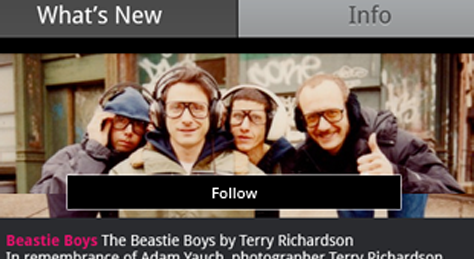 What's New
Info
Follow
Beastie Boys The Beastie Boys by Terry Richardson
In remembrance of Adam Yauch, photographer Terry Richardson